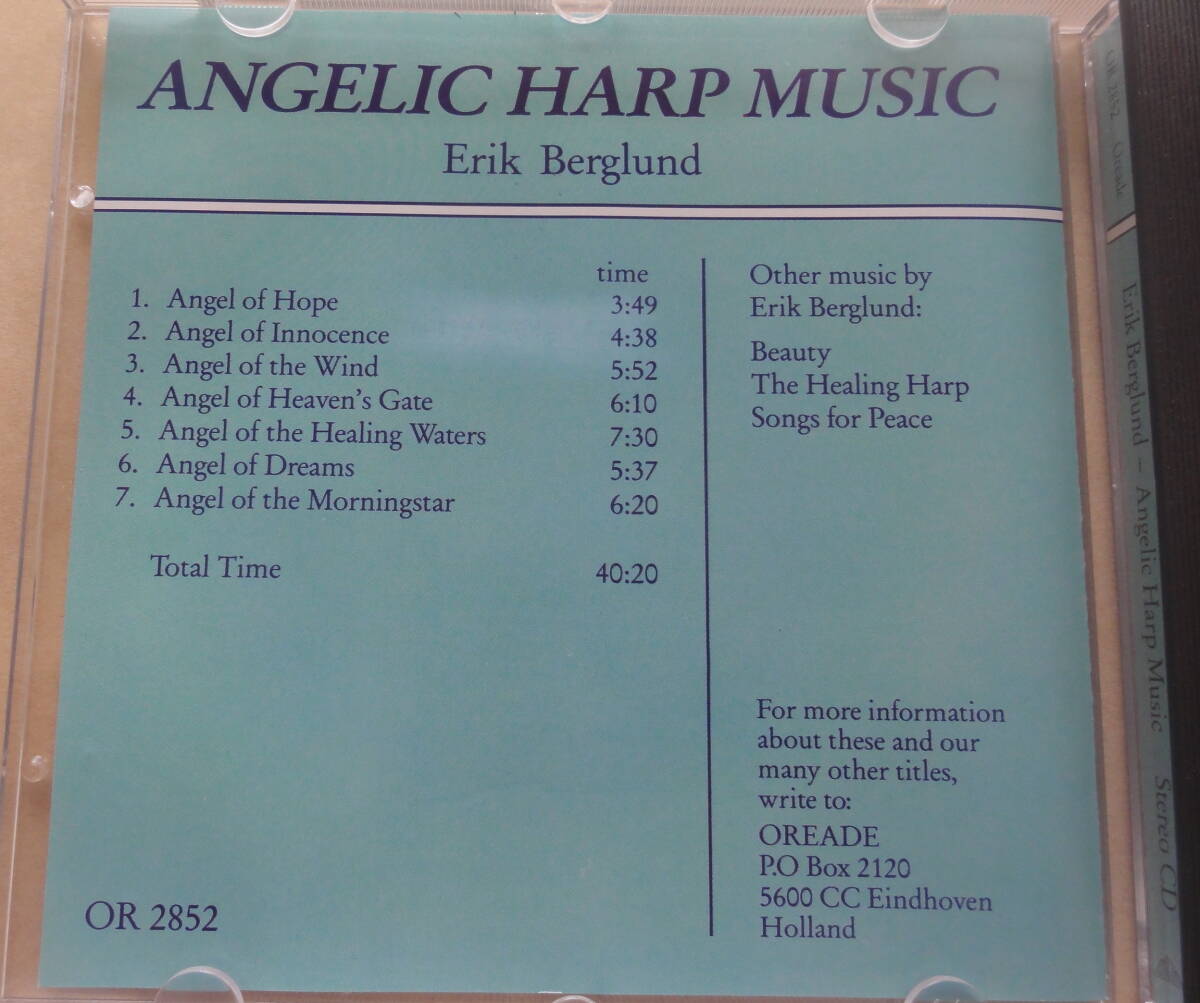 ANGELIC HARP MUSIC
Erik Berglund
time
1. Angel of Hope 3:49
2. Angel of Innocence 4:38
3. Angel of the Wind 5:52
4. Angel of Heaven's Gate 6:10
5. Angel of the Healing Waters 7:30
6. Angel of Dreams 5:37
7. Angel of the Morningstar 6:20
Total Time 40:20
OR 2852
Other music by
Erik Berglund:
Beauty
The Healing Harp
Songs for Peace
For more information
about these and our
many other titles,
write to:
OREADE
P.O Box 2120
5600 CC Eindhoven
Holland
OR 2852 Oreade
Erik Berglund – Angelic Harp Music Stereo CD